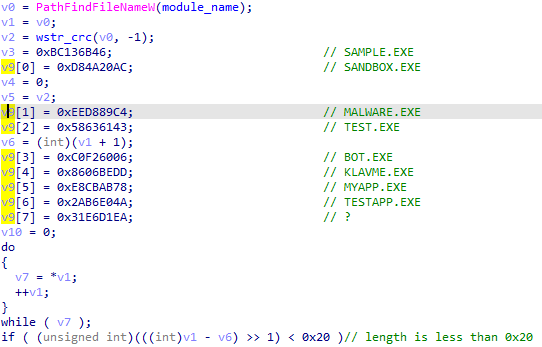 v0 = PathFindFileNameW(module_name);
v1 = v0;
v2 = wstr_crc(v0, -1);
v3 = 0xBC136B46; // SAMPLE.EXE
v9[0] = 0xD84A20AC; // SANDBOX.EXE
v4 = 0;
v5 = v2;
v9[1] = 0xEED889C4; // MALWARE.EXE
v9[2] = 0x58636143; // TEST.EXE
v6 = (int)(v1 + 1);
v9[3] = 0xC0F26006; // BOT.EXE
v9[4] = 0x8606BEDD; // KLAVME.EXE
v9[5] = 0xE8CBAB78; // MYAPP.EXE
v9[6] = 0x2AB6E04A; // TESTAPP.EXE
v9[7] = 0x31E6D1EA; // ?
v10 = 0;
do
{
v7 = *v1;
++v1;
}
while ( v7 );
if ( (unsigned int)(((int)v1 - v6) >> 1) < 0x20 )// length is less than 0x20